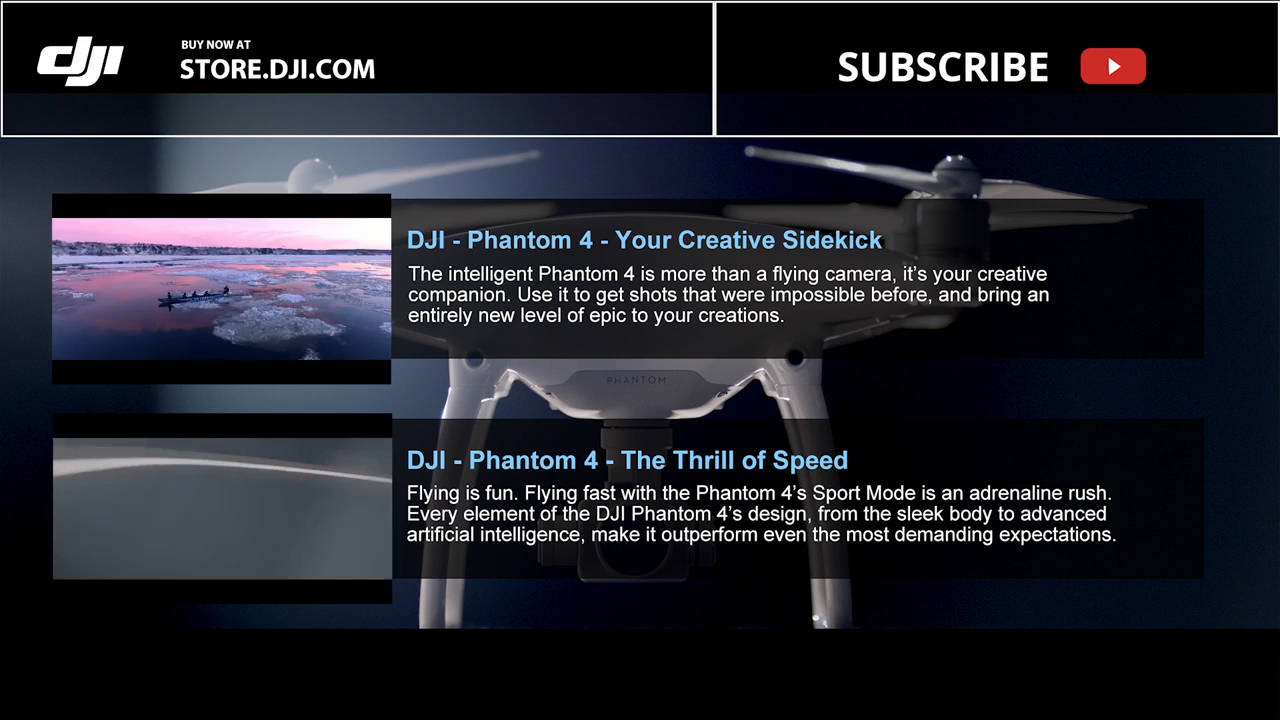 dji
BUY NOW AT
STORE.DJI.COM
SUBSCRIBE
DJI - Phantom 4 - Your Creative Sidekick
The intelligent Phantom 4 is more than a flying camera, it’s your creative
companion. Use it to get shots that were impossible before, and bring an
entirely new level of epic to your creations.
PHANTOM
DJI - Phantom 4 - The Thrill of Speed
Flying is fun. Flying fast with the Phantom 4’s Sport Mode is an adrenaline rush.
Every element of the DJI Phantom 4’s design, from the sleek body to advanced
artificial intelligence, make it outperform even the most demanding expectations.